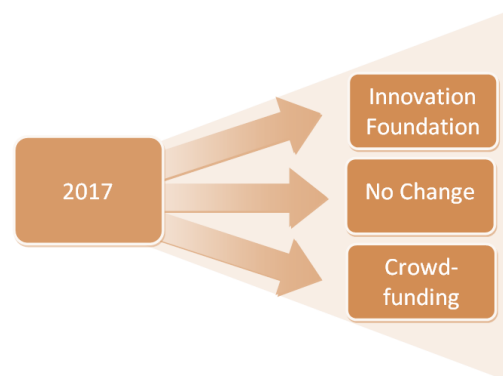 2017
Innovation
Foundation
No Change
Crowd-
funding